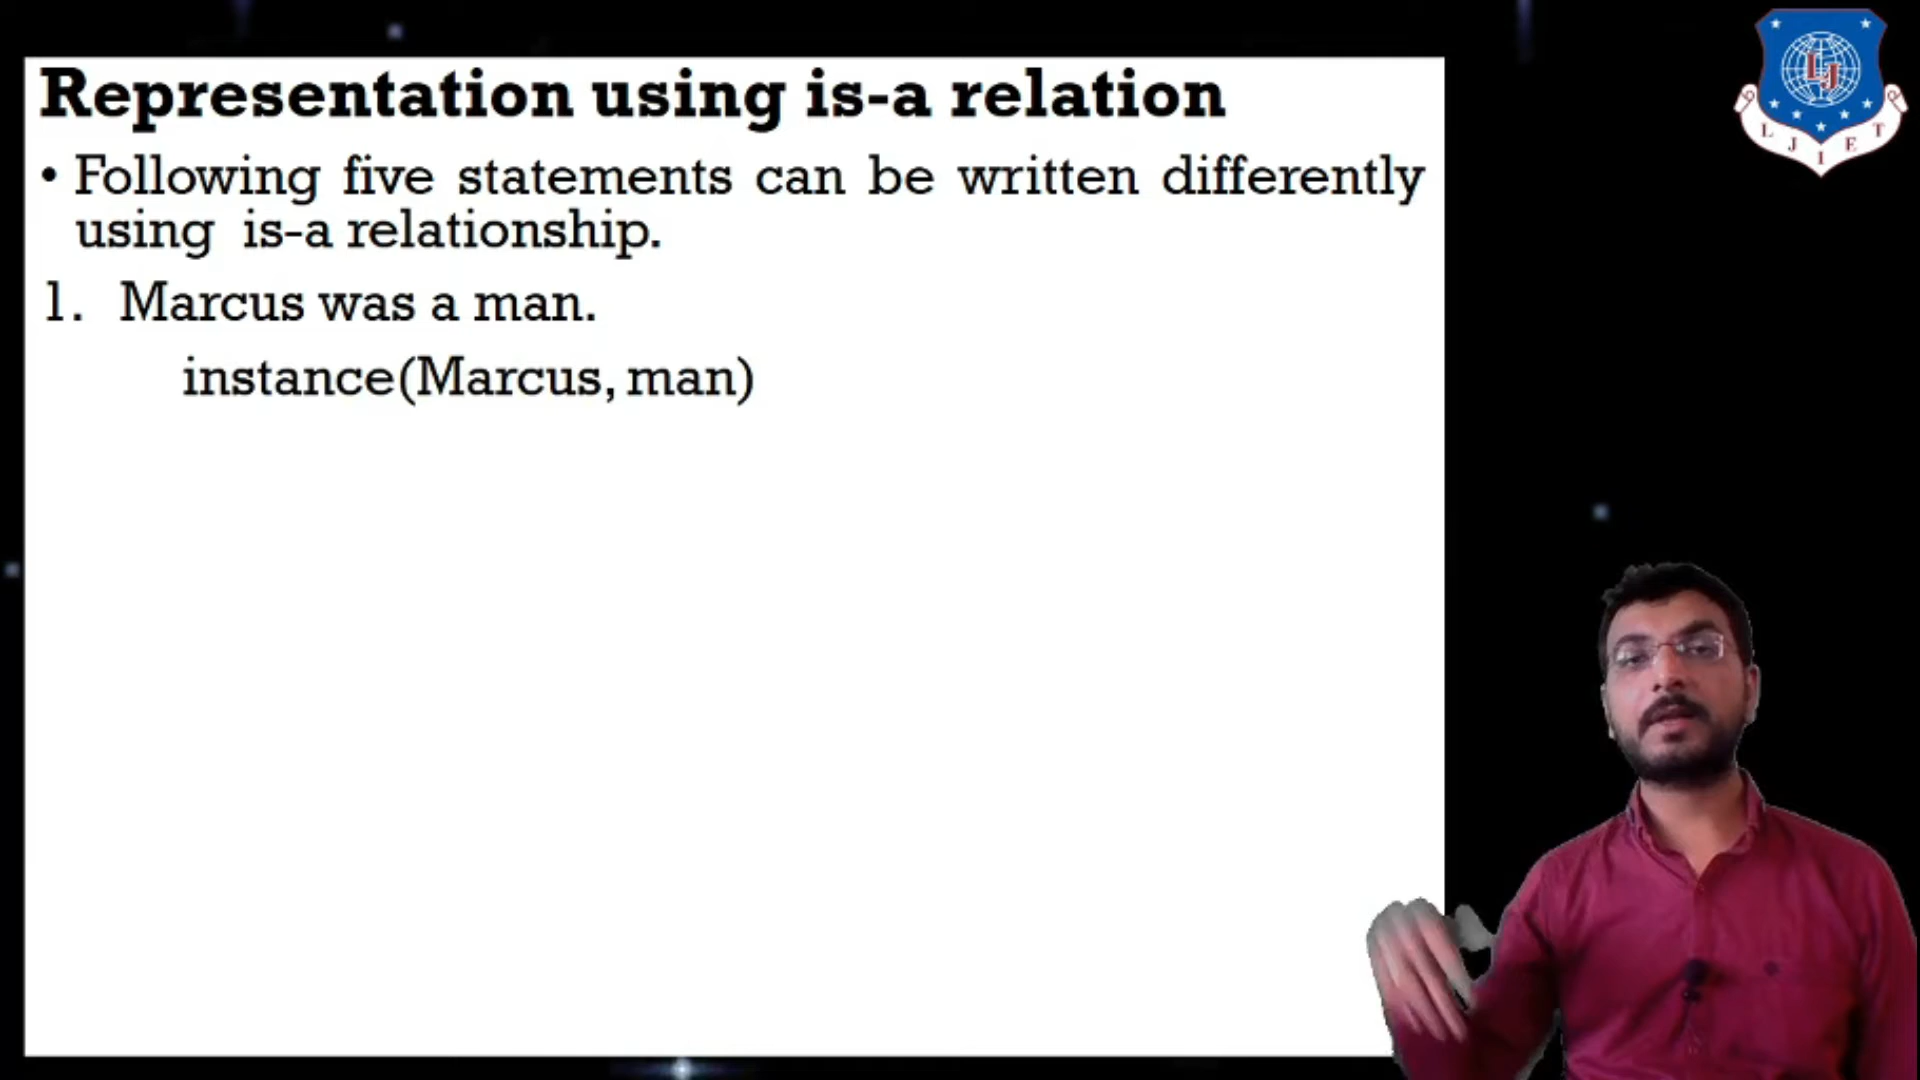 Representation using is-a relation
• Following five statements can be written differently
using is-a relationship.
1. Marcus was a man.
instance(Marcus, man)
LJ
L J I E T